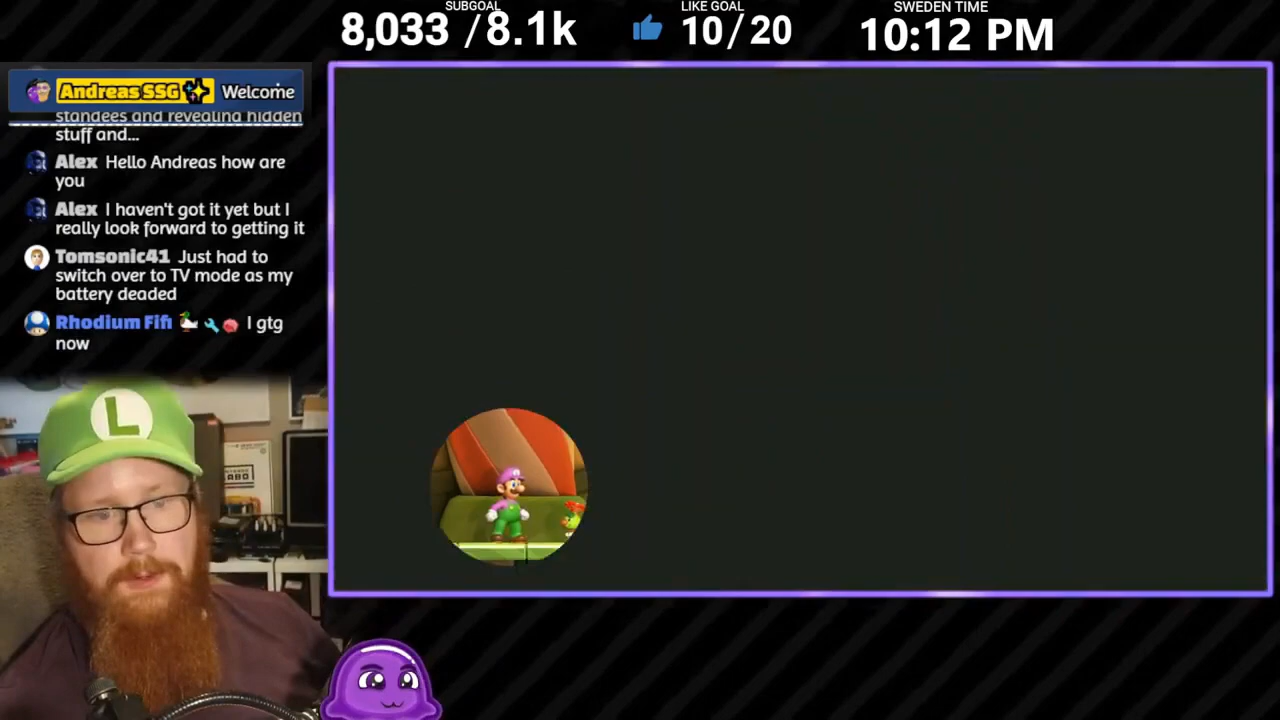 SUBGOAL
8,033 /8.1k
LIKE GOAL
10/20
SWEDEN TIME
10:12 PM
Andreas SSG Welcome
standees and revealing hidden
stuff and...
Alex Hello Andreas how are
you
Alex I haven't got it yet but I
really look forward to getting it
Tomsonic41 Just had to
switch over to TV mode as my
battery deaded
Rhodium Fifi I gtg
now
L